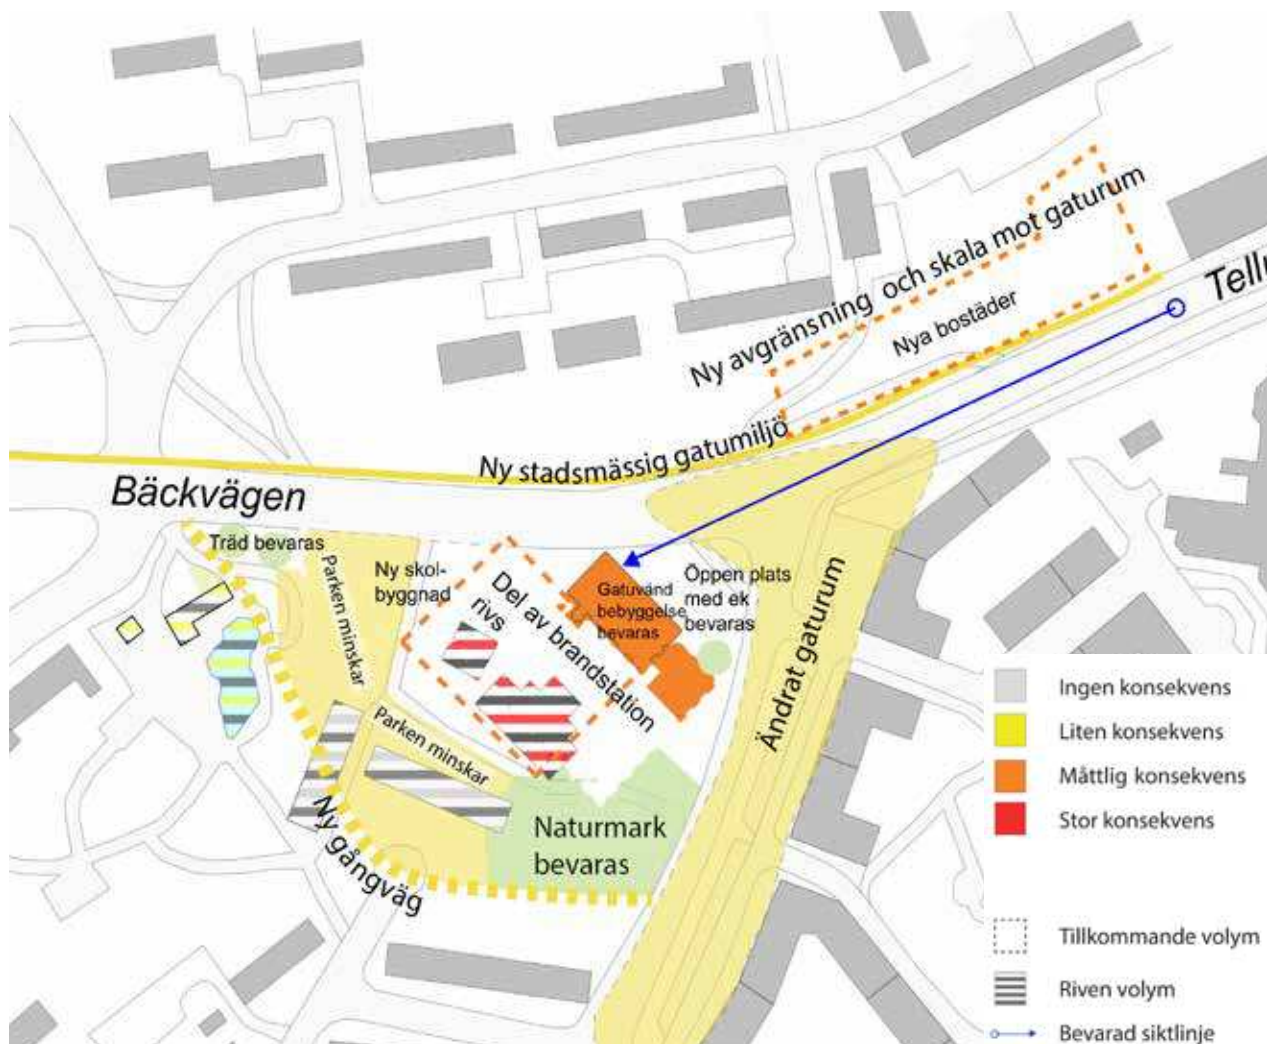 Ny avgränsning och skala mot gaturum
Nya bostäder
Ny stadsmässig gatumiljö
Bäckvägen
Träd bevaras
Parken minskar
Ny skol-
byggnad
Del av brandstation
rivs
Gatuvänd
bebyggelse
bevaras
Öppen plats
med ek
bevaras
Ändrat gaturum
Parken minskar
Naturmark
bevaras
Ny gångväg
Ingen konsekvens
Liten konsekvens
Måttlig konsekvens
Stor konsekvens
Tillkommande volym
Riven volym
Bevarad siktlinje